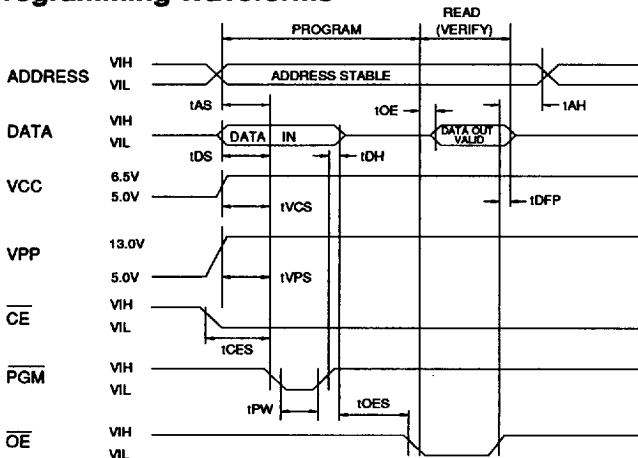 rogramming Waveforms
READ
PROGRAM (VERIFY)
ADDRESS VIH VIL ADDRESS STABLE
tAS tOE tAH
DATA VIH VIL DATA IN DATA OUT VALID
tDS tDH
VCC 6.5V 5.0V
tVCS tDFP
VPP 13.0V 5.0V
tVPS
CE VIH VIL
tCES
PGM VIH VIL
tPW tOES
OE VIH VIL